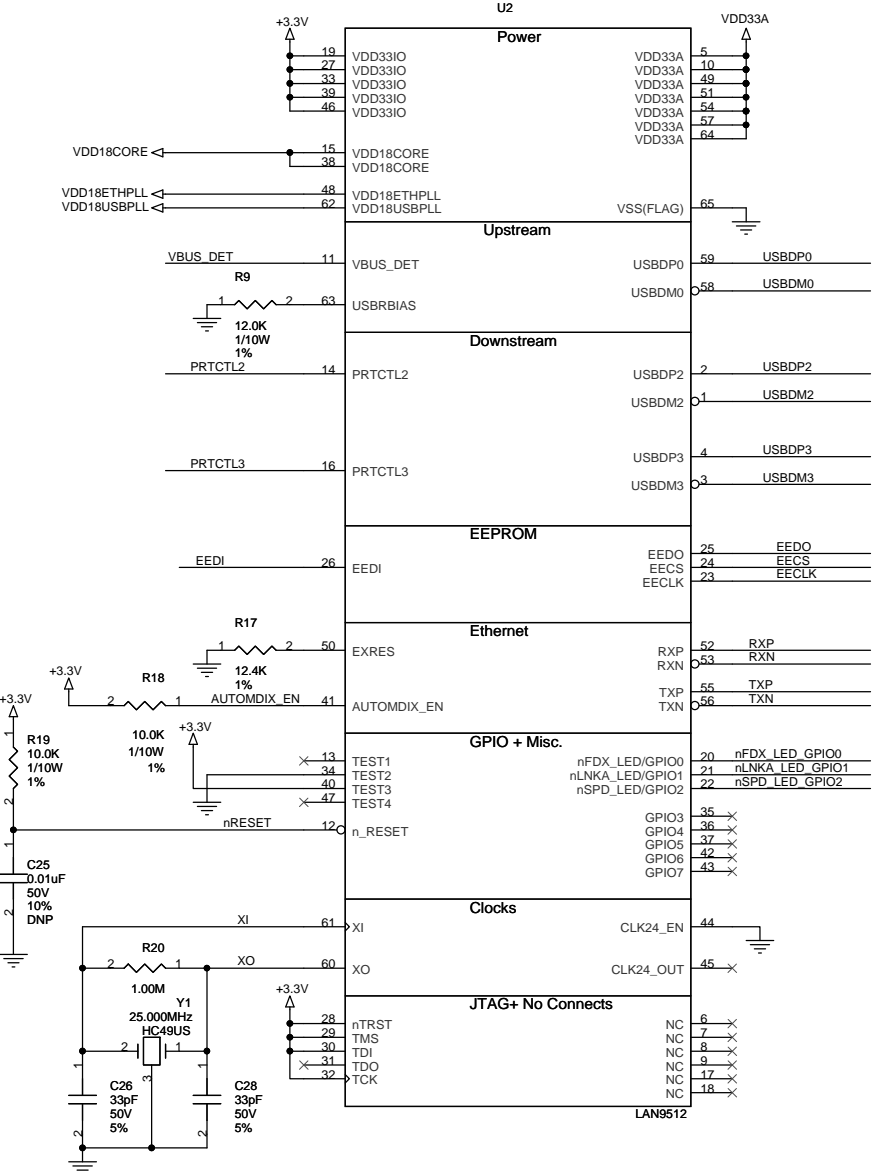 U2
+3.3V
VDD33A
Power
19 VDD33IO
27 VDD33IO
33 VDD33IO
39 VDD33IO
46 VDD33IO
VDD33A 5
VDD33A 10
VDD33A 49
VDD33A 51
VDD33A 54
VDD33A 57
VDD33A 64
VDD18CORE 15 VDD18CORE
38 VDD18CORE
VDD18ETHPLL 48 VDD18ETHPLL
VDD18USBPLL 62 VDD18USBPLL
VSS(FLAG) 65
Upstream
VBUS_DET 11 VBUS_DET
USBDP0 59 USBDP0
USBDM0 58 USBDM0
R9
1 2 63 USBRBIAS
12.0K
1/10W
1%
Downstream
PRTCTL2 14 PRTCTL2
USBDP2 2 USBDP2
USBDM2 1 USBDM2
PRTCTL3 16 PRTCTL3
USBDP3 4 USBDP3
USBDM3 3 USBDM3
EEPROM
EEDI 26 EEDI
EEDO 25 EEDO
EECS 24 EECS
EECLK 23 EECLK
Ethernet
R17
1 2 50 EXRES
12.4K
1%
RXP 52 RXP
RXN 53 RXN
TXP 55 TXP
TXN 56 TXN
+3.3V
R18
2 1 AUTOMDIX_EN 41 AUTOMDIX_EN
10.0K
1/10W
1%
+3.3V
+3.3V
1
R19
10.0K
1/10W
1%
2
GPIO + Misc.
13 TEST1
34 TEST2
40 TEST3
47 TEST4
nFDX_LED/GPIO0 20 nFDX_LED_GPIO0
nLNKA_LED/GPIO1 21 nLNKA_LED_GPIO1
nSPD_LED/GPIO2 22 nSPD_LED_GPIO2
nRESET 12 n_RESET
GPIO3 35
GPIO4 36
GPIO5 37
GPIO6 42
GPIO7 43
1
C25
0.01uF
50V
10%
DNP
2
Clocks
XI 61 XI
CLK24_EN 44
R20
2 1 XO 60 XO
1.00M
CLK24_OUT 45
+3.3V
Y1
25.000MHz
HC49US
2 1
3
JTAG+ No Connects
28 nTRST
29 TMS
30 TDI
31 TDO
32 TCK
NC 6
NC 7
NC 8
NC 9
NC 17
NC 18
1
C26
33pF
50V
5%
2
1
C28
33pF
50V
5%
2
LAN9512